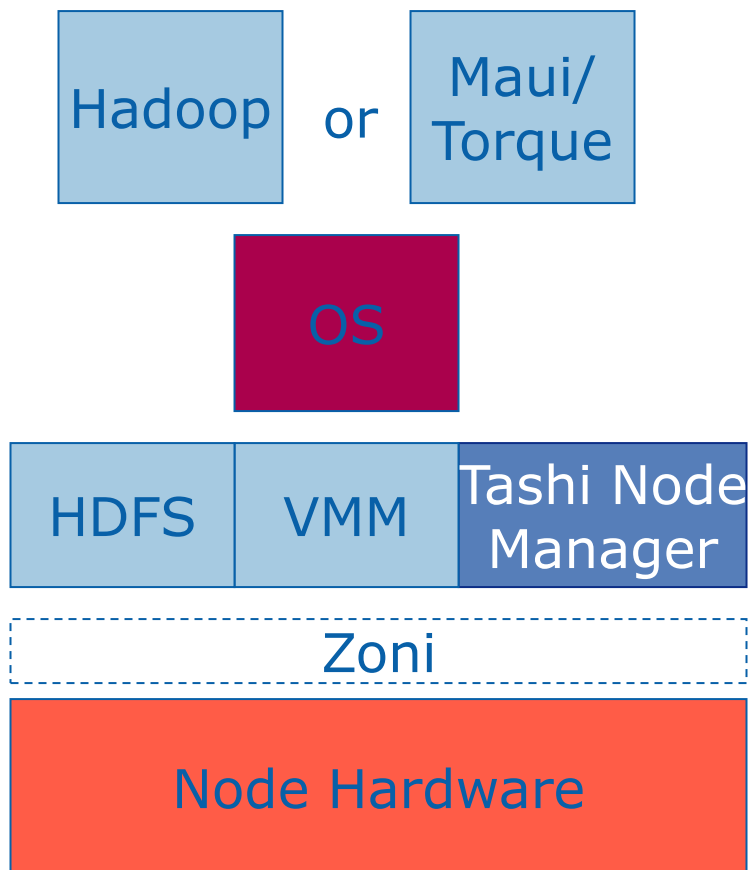 Hadoop
or
Maui/
Torque
OS
HDFS
VMM
Tashi Node
Manager
Zoni
Node Hardware